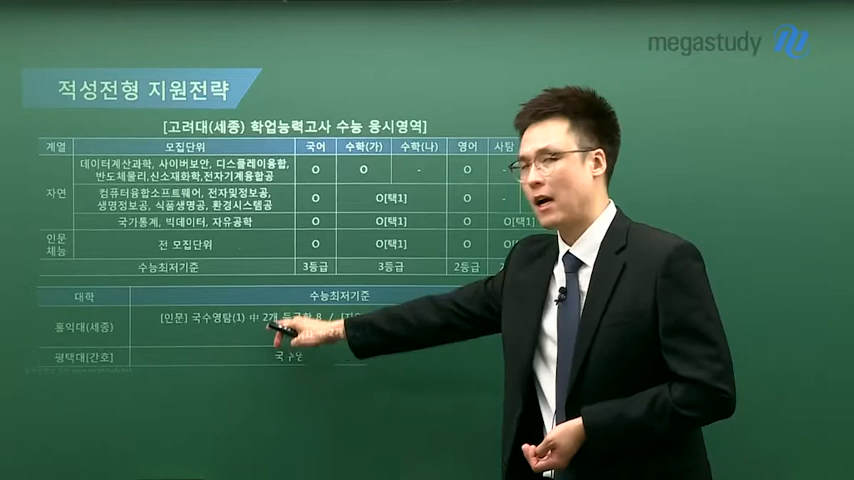 megastudy
적성전형 지원전략
[고려대(세종) 학업능력고사 수능 응시영역]
계열 모집단위 국어 수학(가) 수학(나) 영어 사탐
자연
데이터계산과학, 사이버보안, 디스플레이융합,
반도체물리,신소재화학,전자기계융합공 O O - O -
컴퓨터융합소프트웨어, 전자및정보공,
생명정보공, 식품생명공, 환경시스템공 O O[택1] O -
국가통계, 빅데이터, 자유공학 O O[택1] O O[택1]
인문
체능
전 모집단위 O O[택1] O
수능최저기준 3등급 3등급 2등급
대학 수능최저기준
홍익대(세종) [인문] 국수영탐(1) 中 2개 등급합 8 /
평택대[간호] 국수영